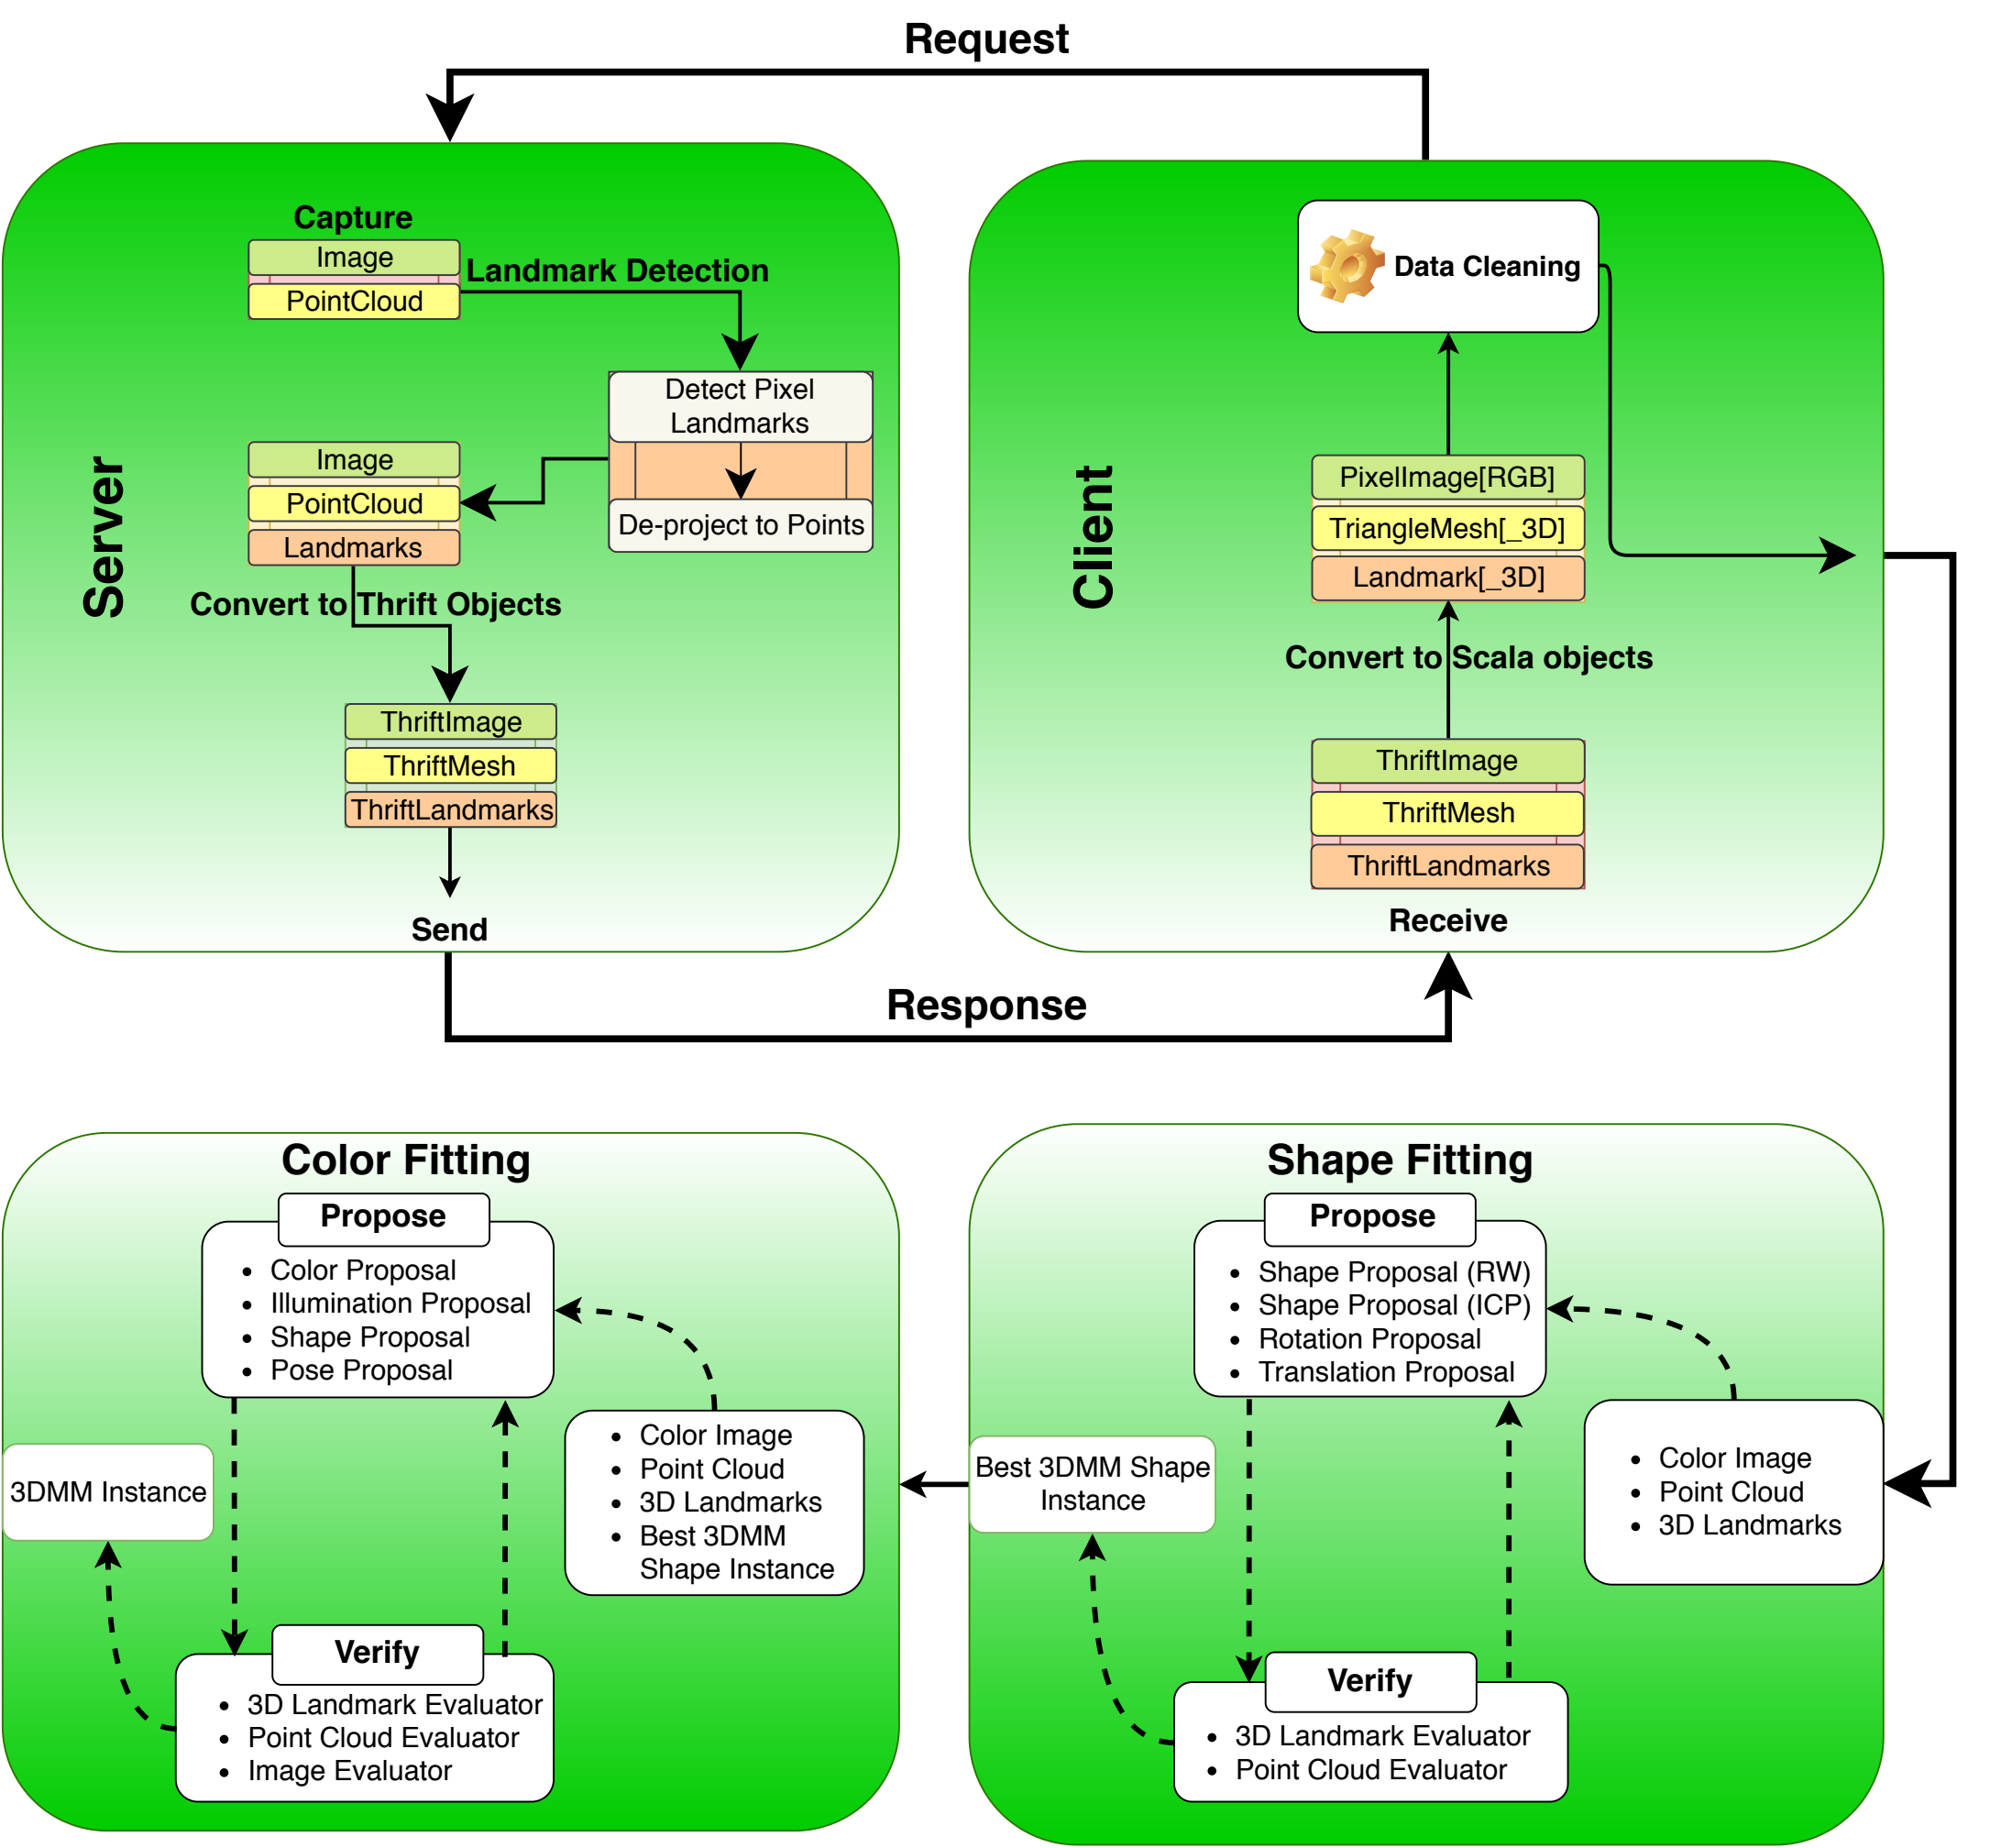 Request
Server
Capture
Image
PointCloud
Landmark Detection
Detect Pixel
Landmarks
De-project to Points
Image
PointCloud
Landmarks
Convert to Thrift Objects
ThriftImage
ThriftMesh
ThriftLandmarks
Send
Client
Data Cleaning
PixelImage[RGB]
TriangleMesh[_3D]
Landmark[_3D]
Convert to Scala objects
ThriftImage
ThriftMesh
ThriftLandmarks
Receive
Response
Color Fitting
Propose
• Color Proposal
• Illumination Proposal
• Shape Proposal
• Pose Proposal
• Color Image
• Point Cloud
• 3D Landmarks
• Best 3DMM
Shape Instance
3DMM Instance
Verify
• 3D Landmark Evaluator
• Point Cloud Evaluator
• Image Evaluator
Shape Fitting
Propose
• Shape Proposal (RW)
• Shape Proposal (ICP)
• Rotation Proposal
• Translation Proposal
• Color Image
• Point Cloud
• 3D Landmarks
Best 3DMM Shape
Instance
Verify
• 3D Landmark Evaluator
• Point Cloud Evaluator